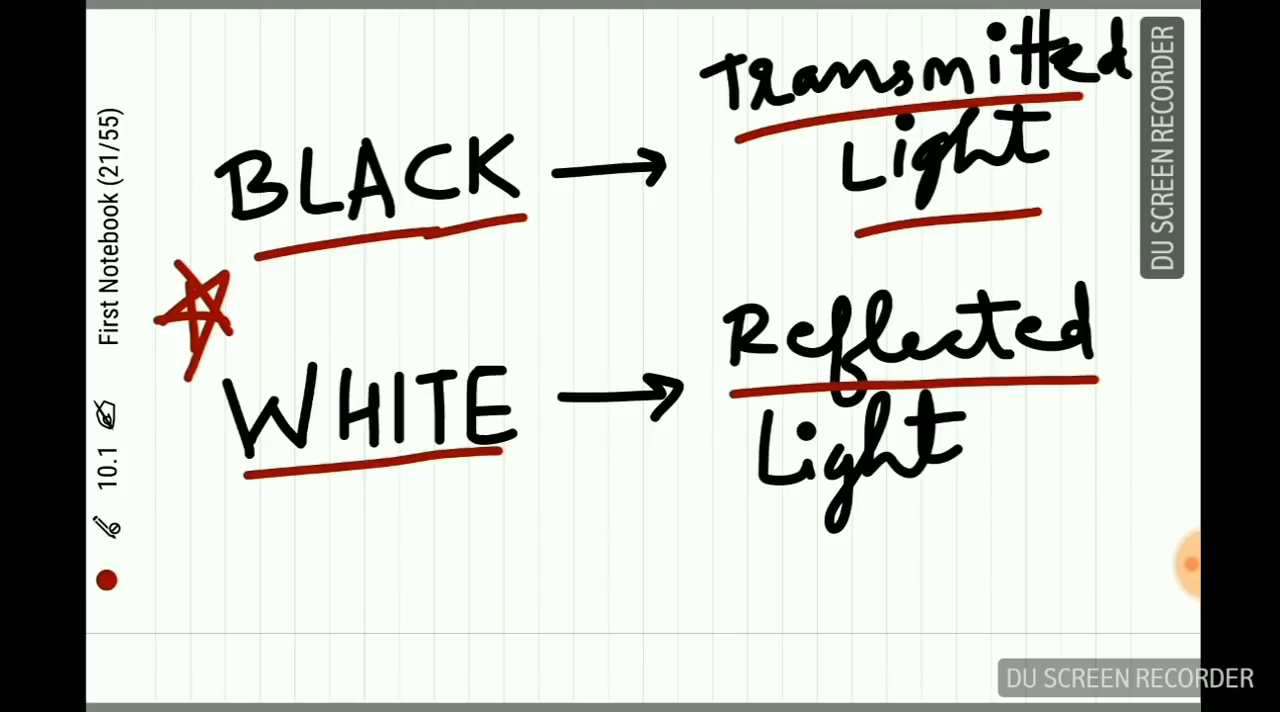 Transmitted
BLACK → Light
Reflected
WHITE → Light
First Notebook (21/55)
10.1
DU SCREEN RECORDER
DU SCREEN RECORDER